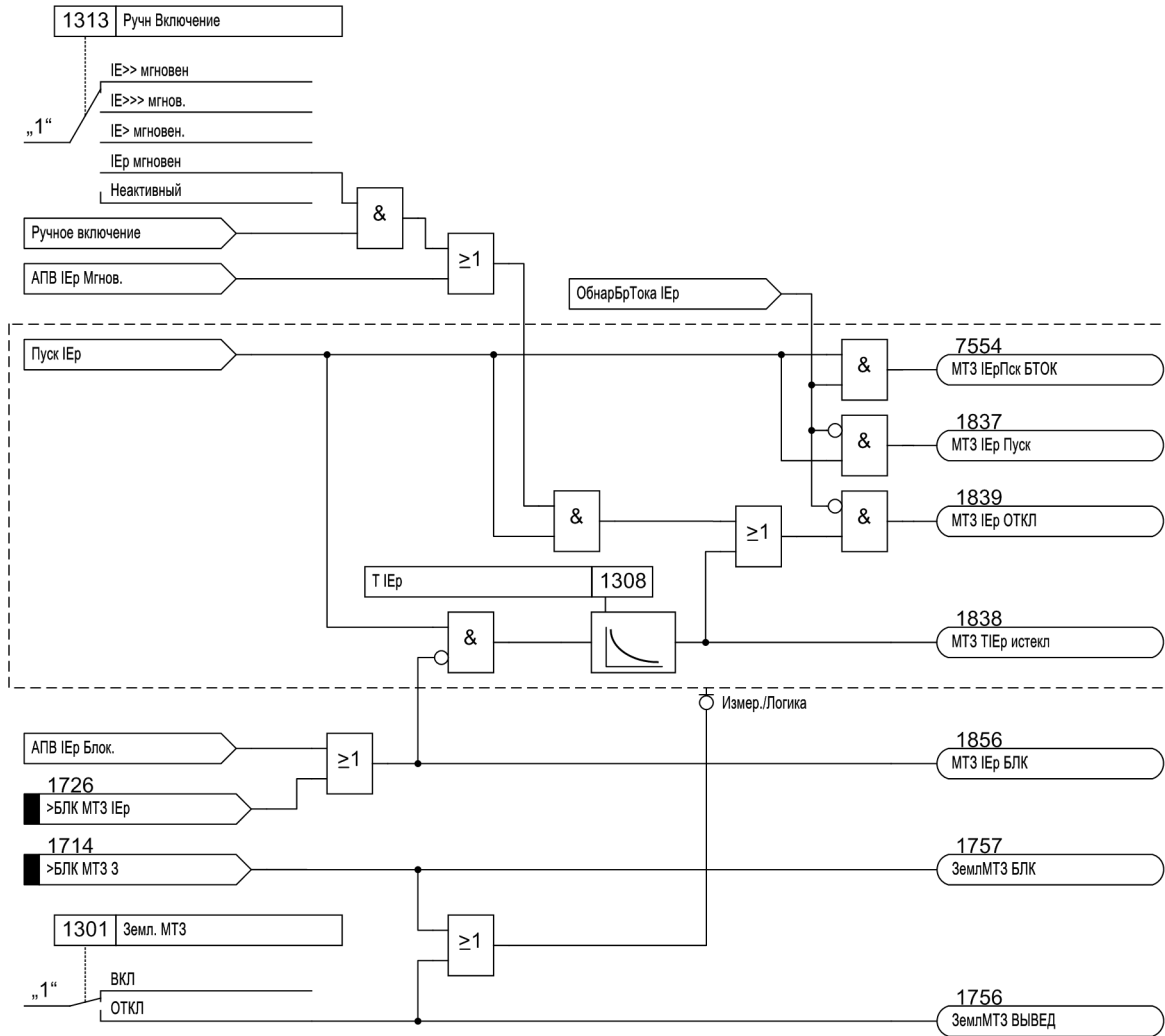 1313 Ручн Включение
IE>> мгновен
IE>>> мгнов.
„1“
IE> мгновен.
IEp мгновен
Неактивный
&
Ручное включение
≥1
АПВ IEp Мгнов.
ОбнарБрТока IEp
Пуск IEp
&
7554
МТЗ IEpПск БТОК
&
1837
МТЗ IEp Пуск
&
&
1839
МТЗ IEp ОТКЛ
≥1
T IEp 1308
&
1838
МТЗ TIEp истекл
Измер./Логика
АПВ IEp Блок.
≥1
1856
МТЗ IEp БЛК
1726
>БЛК МТЗ IEp
1714
>БЛК МТЗ З
1757
ЗемлМТЗ БЛК
1301 Земл. МТЗ
≥1
„1“
ВКЛ
ОТКЛ
1756
ЗемлМТЗ ВЫВЕД